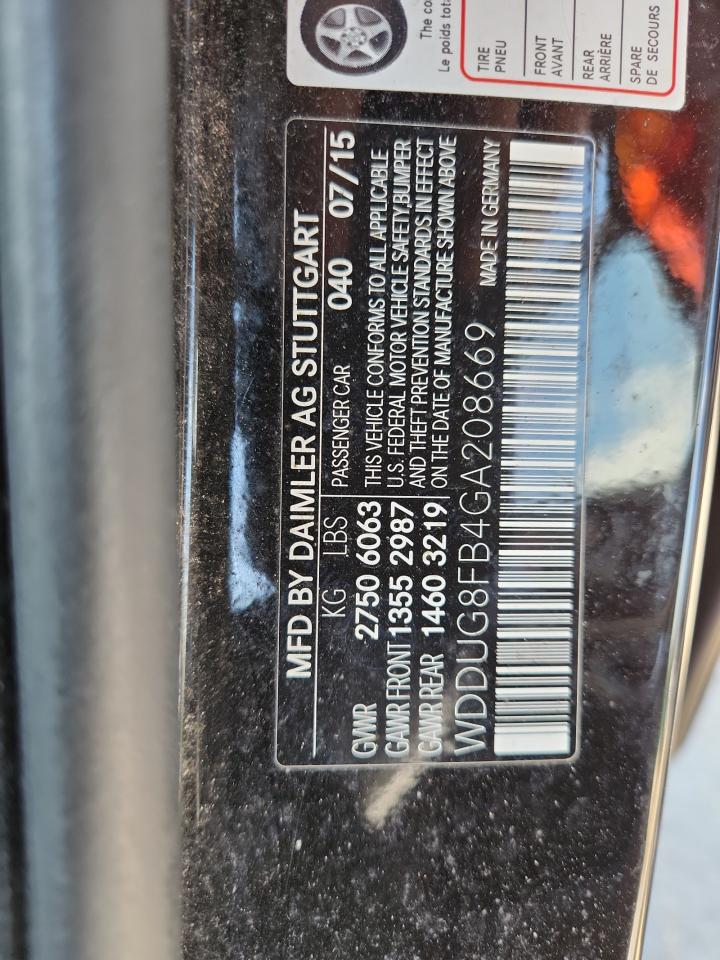 The co
Le poids tota
TIRE
PNEU
FRONT
AVANT
REAR
ARRIÈRE
SPARE
DE SECOURS
MFD BY DAIMLER AG STUTTGART
KG LBS PASSENGER CAR 040 07/15
GVWR 2750 6063
GAWR FRONT 1355 2987
GAWR REAR 1460 3219
THIS VEHICLE CONFORMS TO ALL APPLICABLE
U.S. FEDERAL MOTOR VEHICLE SAFETY,BUMPER
AND THEFT PREVENTION STANDARDS IN EFFECT
ON THE DATE OF MANUFACTURE SHOWN ABOVE
WDDUG8FB4GA208669 MADE IN GERMANY